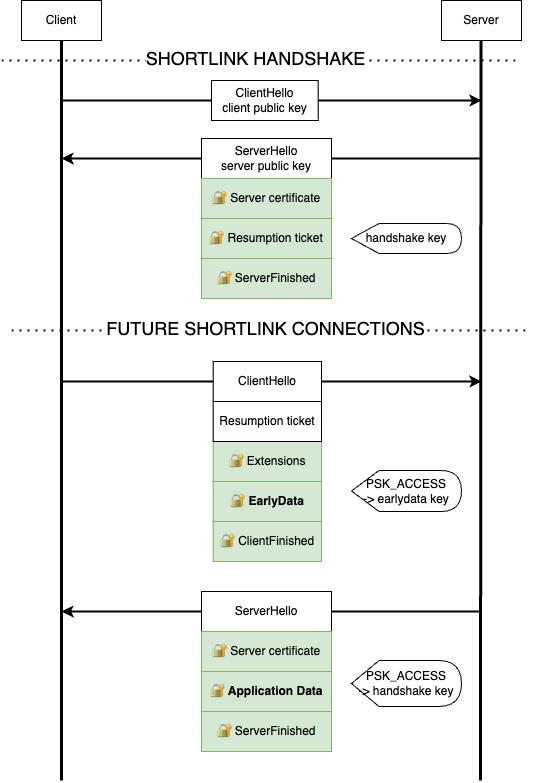 Client
Server
SHORTLINK HANDSHAKE
ClientHello
client public key
ServerHello
server public key
Server certificate
Resumption ticket
handshake key
ServerFinished
FUTURE SHORTLINK CONNECTIONS
ClientHello
Resumption ticket
Extensions
EarlyData
PSK_ACCESS
-> earlydata key
ClientFinished
ServerHello
Server certificate
Application Data
PSK_ACCESS
-> handshake key
ServerFinished